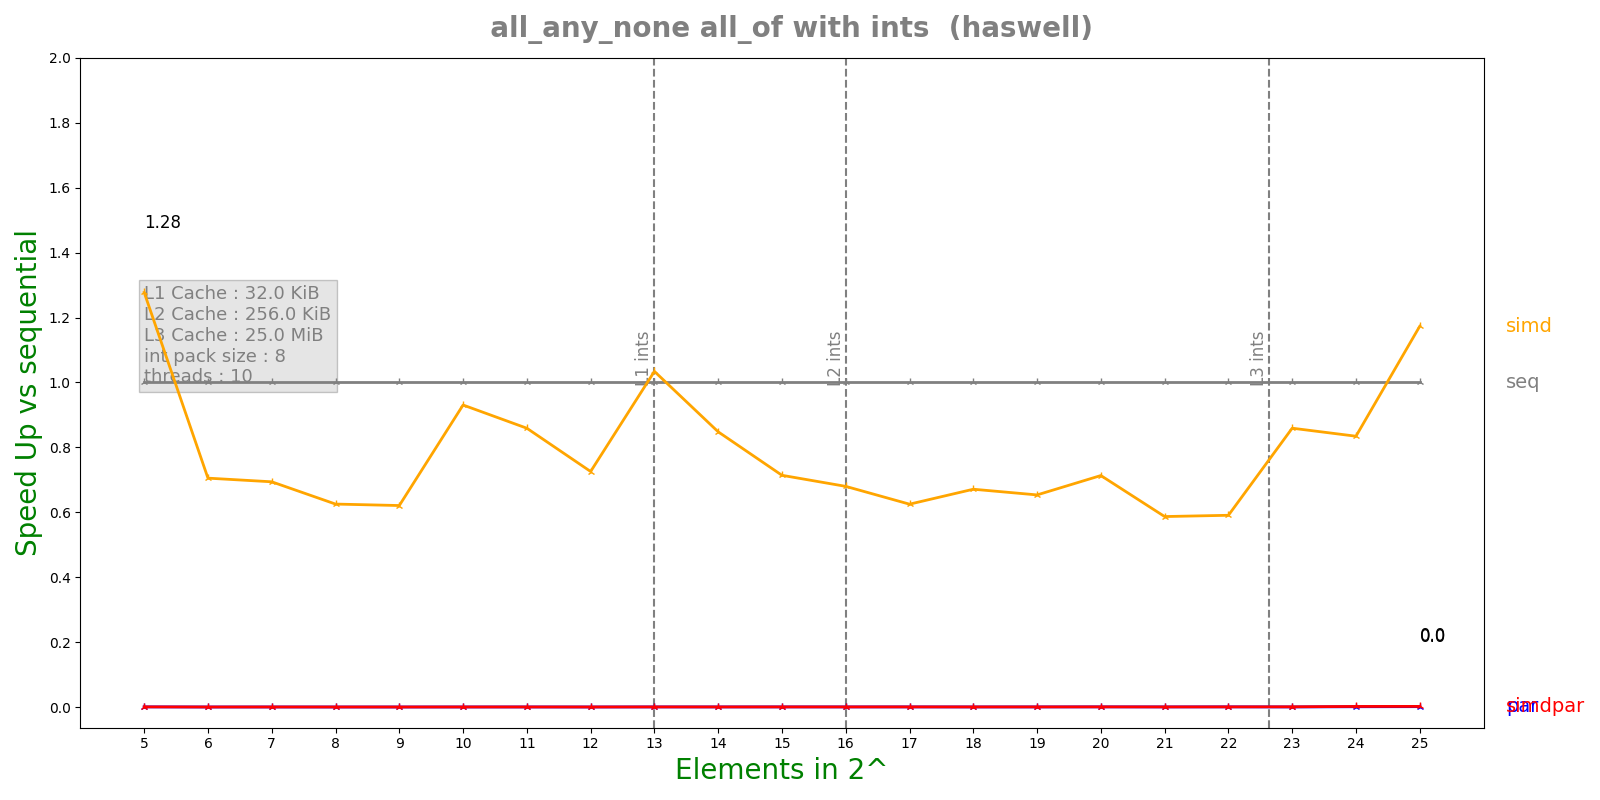 all_any_none all_of with ints (haswell)
Speed Up vs sequential
2.0
1.8
1.6
1.4
1.2
1.0
0.8
0.6
0.4
0.2
0.0
1.28
L1 Cache : 32.0 KiB
L2 Cache : 256.0 KiB
L3 Cache : 25.0 MiB
int pack size : 8
threads : 10
L1 ints
L2 ints
L3 ints
0.0
simd
seq
par
simdpar
5 6 7 8 9 10 11 12 13 14 15 16 17 18 19 20 21 22 23 24 25
Elements in 2^